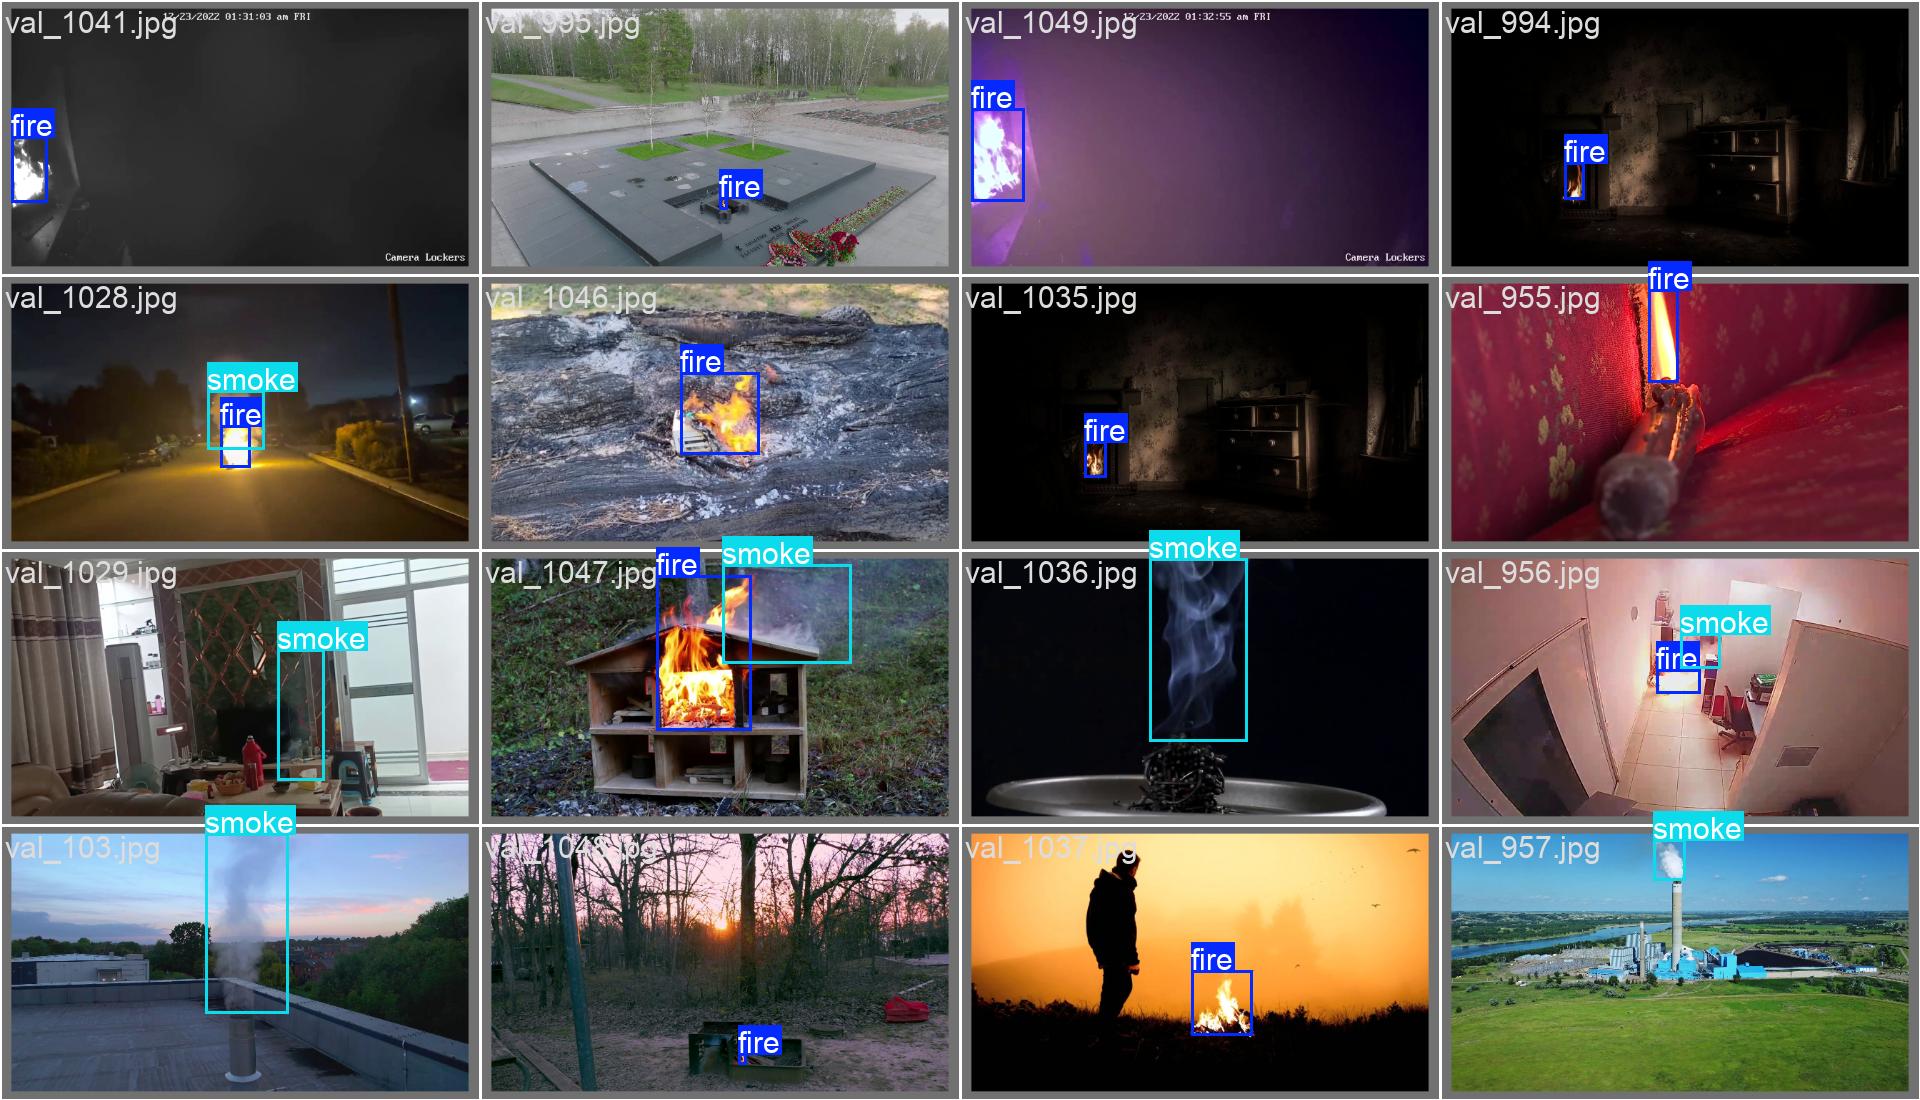 val_1041.jpg
12/23/2022 01:31:03 am FRI
fire
Camera Lockers
val_995.jpg
fire
val_1049.jpg
12/23/2022 01:32:55 am FRI
fire
Camera Lockers
val_994.jpg
fire
val_1028.jpg
smoke
fire
val_1046.jpg
fire
val_1035.jpg
fire
val_955.jpg
fire
val_1029.jpg
smoke
val_1047.jpg
fire
smoke
val_1036.jpg
smoke
val_956.jpg
smoke
fire
val_103.jpg
smoke
val_1048.jpg
fire
val_1037.jpg
fire
val_957.jpg
smoke